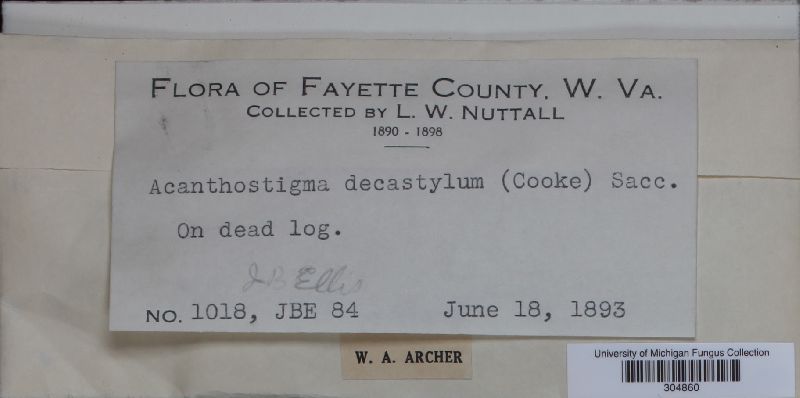 FLORA OF FAYETTE COUNTY, W. VA.
COLLECTED BY L. W. NUTTALL
1890 - 1898
Acanthostigma decastylum (Cooke) Sacc.
On dead log.
JB Ellis
NO. 1018, JBE 84 June 18, 1893
W. A. ARCHER
University of Michigan Fungus Collection
304860